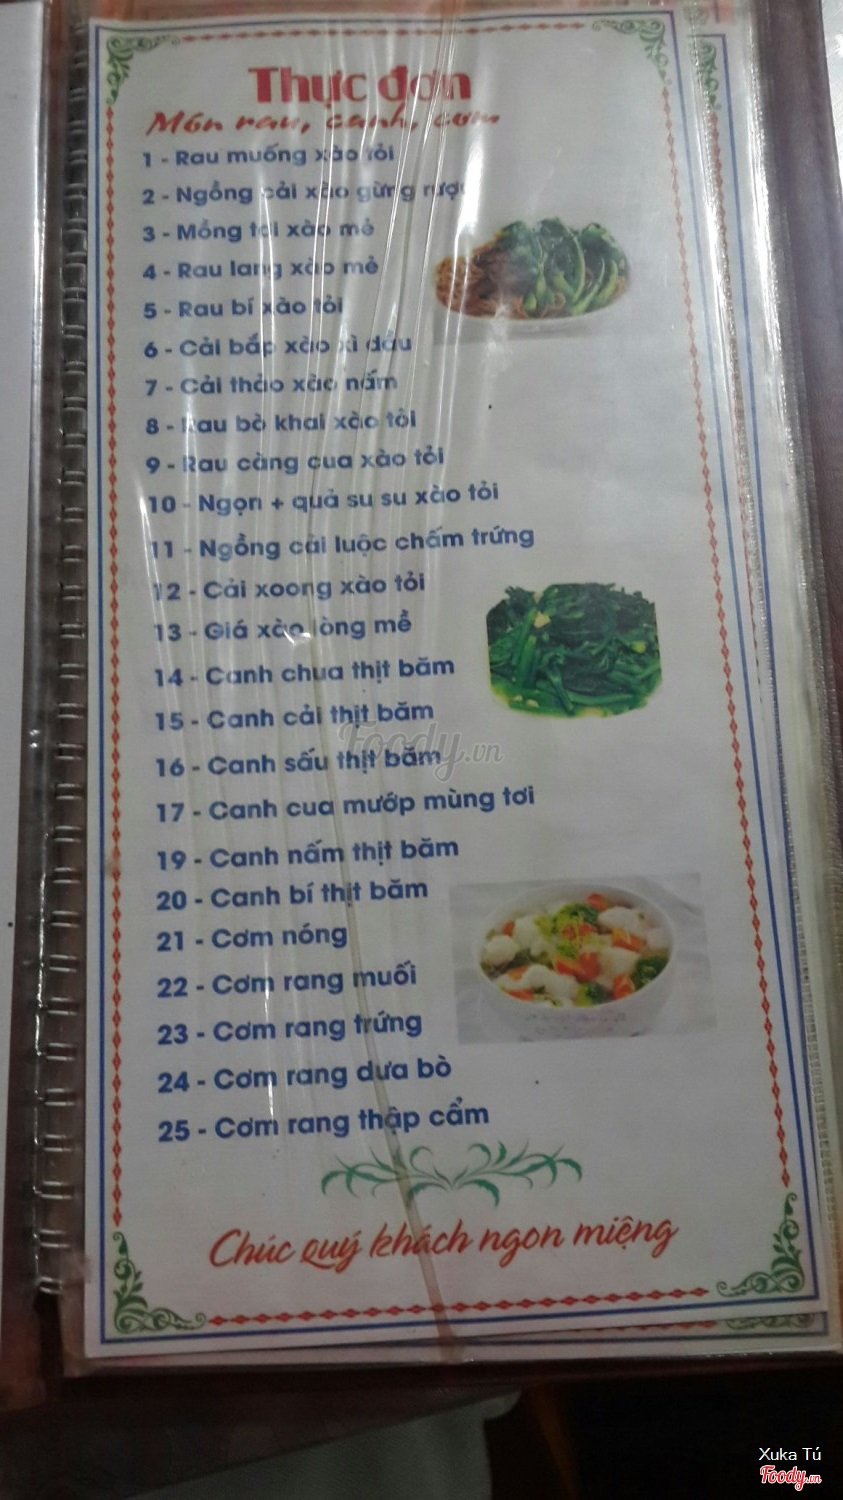 Thực đơn
Món rau, canh, cơm
1 - Rau muống xào tỏi
2 - Ngồng cải xào gừng rượu
3 - Mồng tơi xào mẻ
4 - Rau lang xào mẻ
5 - Rau bí xào tỏi
6 - Cải bắp xào xì dầu
7 - Cải thảo xào nấm
8 - Rau bò khai xào tỏi
9 - Rau càng cua xào tỏi
10 - Ngọn + quả su su xào tỏi
11 - Ngồng cải luộc chấm trứng
12 - Cải xoong xào tỏi
13 - Giá xào lòng mề
14 - Canh chua thịt băm
15 - Canh cải thịt băm
16 - Canh sấu thịt băm
17 - Canh cua mướp mùng tơi
19 - Canh nấm thịt băm
20 - Canh bí thịt băm
21 - Cơm nóng
22 - Cơm rang muối
23 - Cơm rang trứng
24 - Cơm rang dưa bò
25 - Cơm rang thập cẩm
Chúc quý khách ngon miệng
Foody.vn
Xuka Tú
Foody.vn